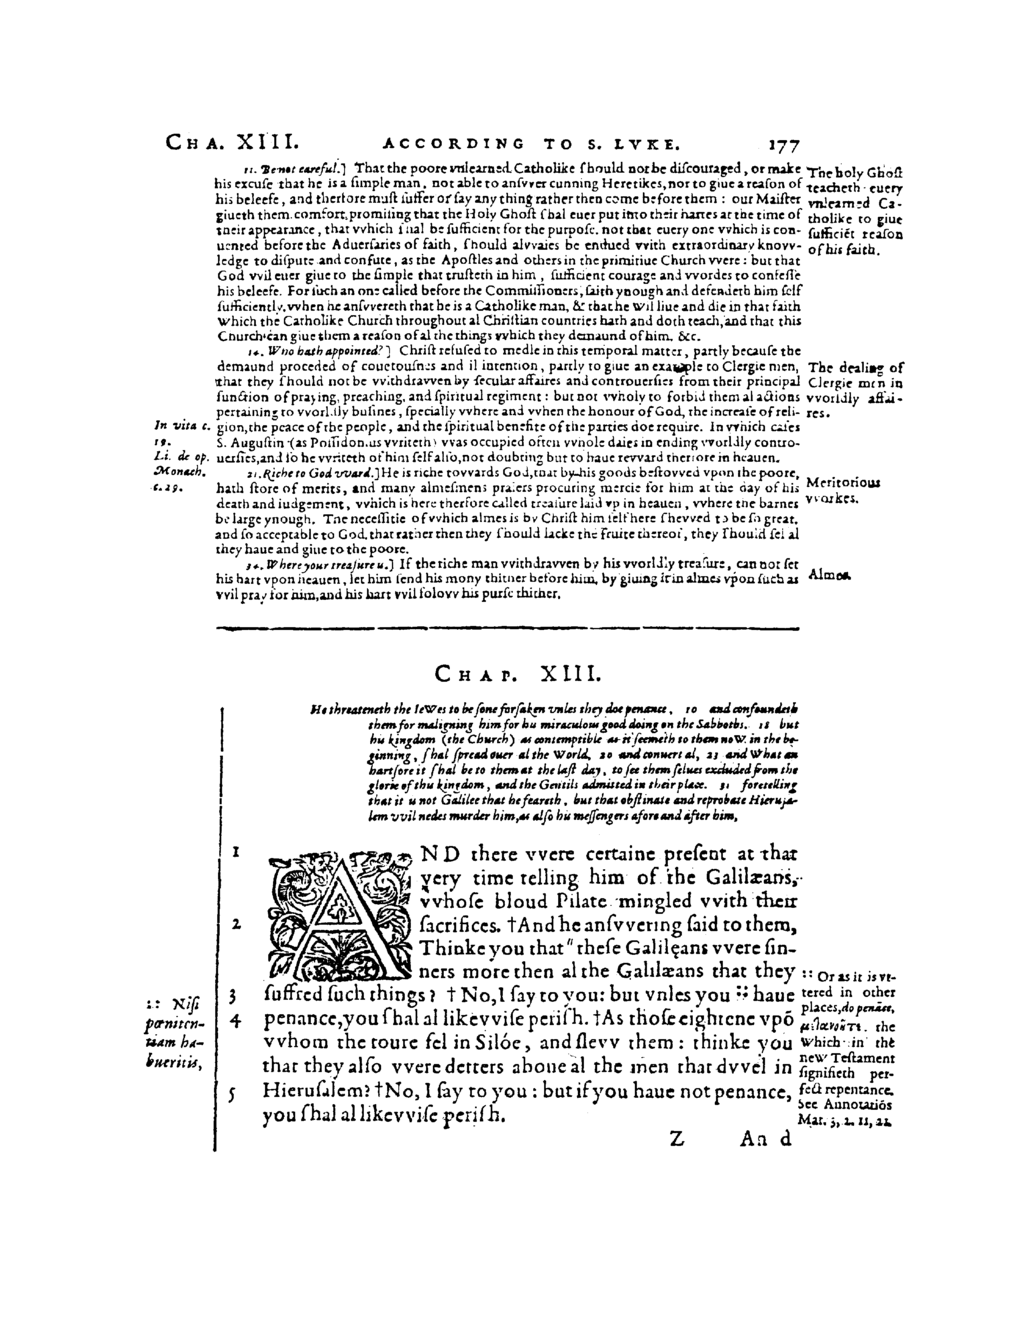 CHA. XIII. ACCORDING TO S. LVKE. 177
11. Be not careful.] That the poore vnlearned Catholike ſhould not be diſcouraged, or make
his excuſe that he is a ſimple man, not able to anſvver cunning Heretikes, nor to giue a reaſon of
his beleefe, and therfore muſt ſuffer or ſay any thing rather then come before them : our Maiſter
giueth them comfort, promiſing that the Holy Ghoſt ſhal euer put into their hartes at the time of
their appearance, that vvhich ſhal be ſufficient for the purpoſe. not that euery one vvhich is con-
uented before the Aduerſaries of faith, ſhould alvvaies be endued vvith extraordinary knovv-
ledge to diſpute and confute, as the Apoſtles and others in the primitiue Church vvere : but that
God vvil euer giue to the ſimple that truſteth in him, ſufficient courage and vvordes to confeſſe
his beleefe. For ſuch an one called before the Commiſſioners, ſaith ynough and defendeth him ſelf
ſufficiently, vvhen he anſvvereth that he is a Catholike man, & that he wil liue and die in that faith
Which the Catholike Church throughout al Chriſtian countries hath and doth teach, and that this
Church can giue them a reaſon of al the things vvhich they demaund of him. &c.
The holy Ghoſt
teacheth euery
vnlearned Ca-
tholike to giue
ſufficiẽt reaſon
of his faith.
14. Who hath appointed?] Chriſt refuſed to medle in this temporal matter, partly becauſe the
demaund proceded of couetouſnes and il intention, partly to giue an example to Clergie men,
that they ſhould not be vvithdravven by ſecular affaires and controuerſies from their principal
function of praying, preaching, and ſpiritual regiment : but not vvholy to forbid them al actions
pertaining to vvorldly buſines, ſpecially vvhere and vvhen the honour of God, the increaſe of reli-
gion, the peace of the people, and the ſpiritual benefite of the parties doe require. In vvhich caſes
S. Auguſtin (as Poſſidonius vvriteth) vvas occupied often vvhole daies in ending vvorldly contro-
uerſies, and ſo he vvriteth of him ſelf alſo, not doubting but to haue revvard therfore in heauen.
The dealing of
Clergie men in
vvorldly affai-
res.
In vita c.
19.
Li. de op.
Monach.
c. 29.
21. Riche to God vvard.] He is riche tovvards God, that by his goods beſtovved vpon the poore,
hath ſtore of merits, and many almeſmens praiers procuring mercie for him at the day of his
death and iudgement, vvhich is here therfore called treaſure laid vp in heauen, vvhere the barnes
be large ynough. The neceſſitie of vvhich almes is by Chriſt him ſelf here ſhevved to be ſo great,
and ſo acceptable to God, that rather then they ſhould lacke the fruite thereof, they ſhould ſel al
they haue and giue to the poore.
Meritorious
vvorkes.
34. Where your treaſure is.] If the riche man vvithdravven by his vvorldly treaſure, can not ſet
his hart vpon heauen, let him ſend his mony thither before him, by giuing it in almes vpon ſuch as
vvil pray for him, and his hart vvil folovv his purſe thither.
Almes.
CHAP. XIII.
He threateneth the Iewes to be ſone forſaken vnles they doe penance, 10 and confoundeth
them for maligning him for his miraculous good doing on the Sabboths. 18 but
his kingdom (the Church) as contemptible as it ſeemeth to them now in the be-
ginning, ſhal ſpread ouer al the World, 20 and conuert al, 23 and What an
hartſore it ſhal be to them at the laſt day, to ſee them ſelues excluded from the
glorie of this kingdom, and the Gentils admitted in their place. 31 foretelling
that it is not Galilee that he feareth, but that obſtinate and reprobate Hieruſa-
lem vvil nedes murder him, as alſo his meſſengers afore and after him,
1 AND there vvere certaine preſent at that
very time telling him of the Galilæans,
vvhoſe bloud Pilate mingled vvith their
2 ſacrifices. †And he anſvvering ſaid to them,
Thinke you that " theſe Galilęans vvere ſin-
ners more then al the Galilæans that they
3 ſuffred ſuch things? † No, I ſay to you: but vnles you :: haue
4 penance, you ſhal al likevviſe periſh. †As thoſe eightene vpõ
vvhom the toure fel in Silóe, and ſlevv them : thinke you
that they alſo vvere detters aboue al the men that dvvel in
5 Hieruſalem? †No, I ſay to you : but if you haue not penance,
you ſhal al likevviſe periſh.
:: Niſi
pœniten-
tiam ha-
bueritis,
:: Or as it is vt-
tered in other
places, do penãce,
μετανοῆτε. the
Which in the
new Teſtament
ſignifieth per-
fect repentance.
See Annotatiõs
Mat. 3, 2. 11, 21.
Z And